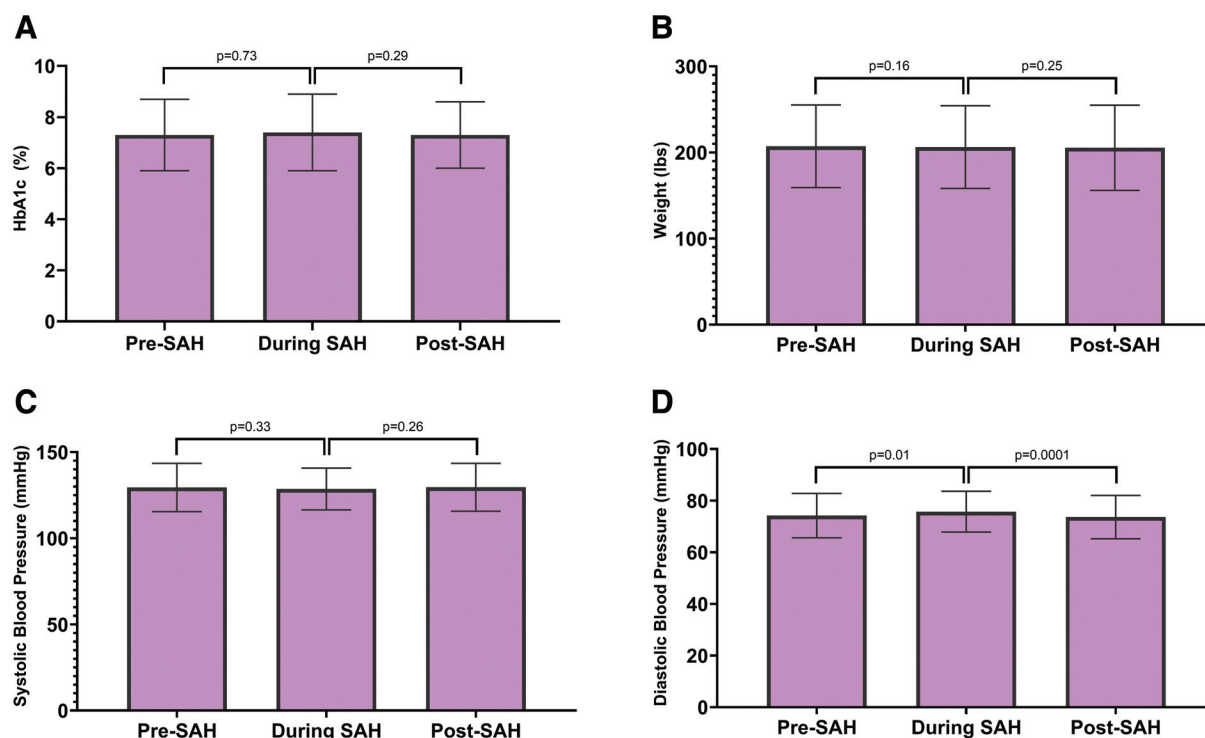 A
p=0.73
p=0.29
10
8
6
4
2
0
HbA1c (%)
Pre-SAH
During SAH
Post-SAH
B
p=0.16
p=0.25
300
200
100
0
Weight (lbs)
Pre-SAH
During SAH
Post-SAH
C
p=0.33
p=0.26
150
100
50
0
Systolic Blood Pressure (mmHg)
Pre-SAH
During SAH
Post-SAH
D
p=0.01
p=0.0001
100
80
60
40
20
0
Diastolic Blood Pressure (mmHg)
Pre-SAH
During SAH
Post-SAH